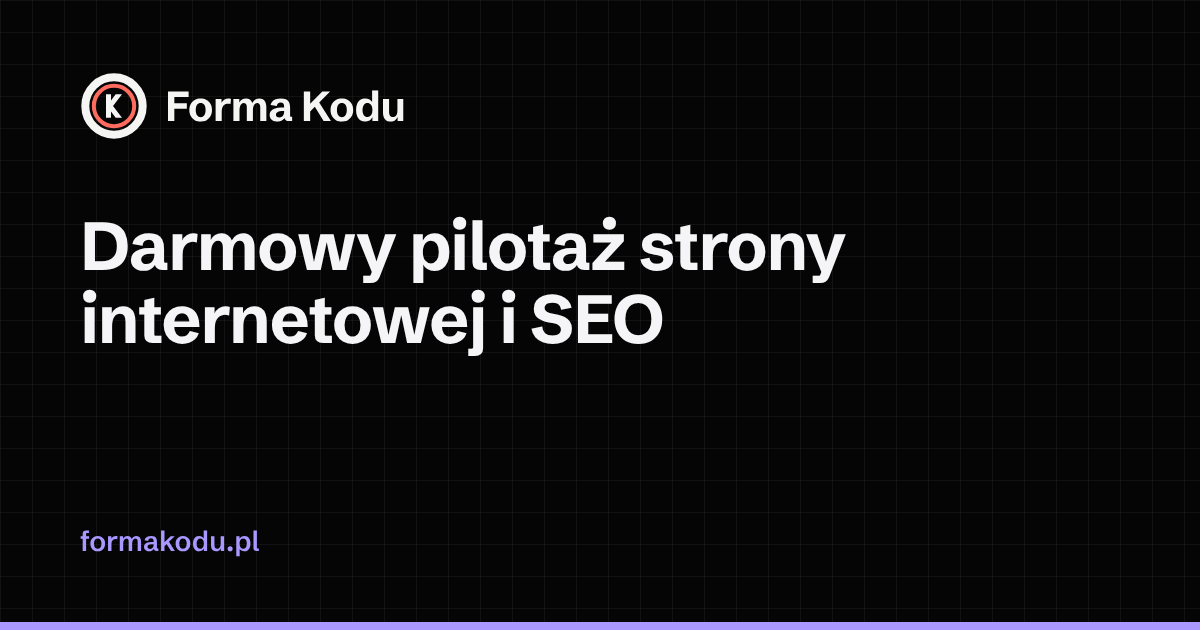 K
Forma Kodu
Darmowy pilotaż strony
internetowej i SEO
formakodu.pl